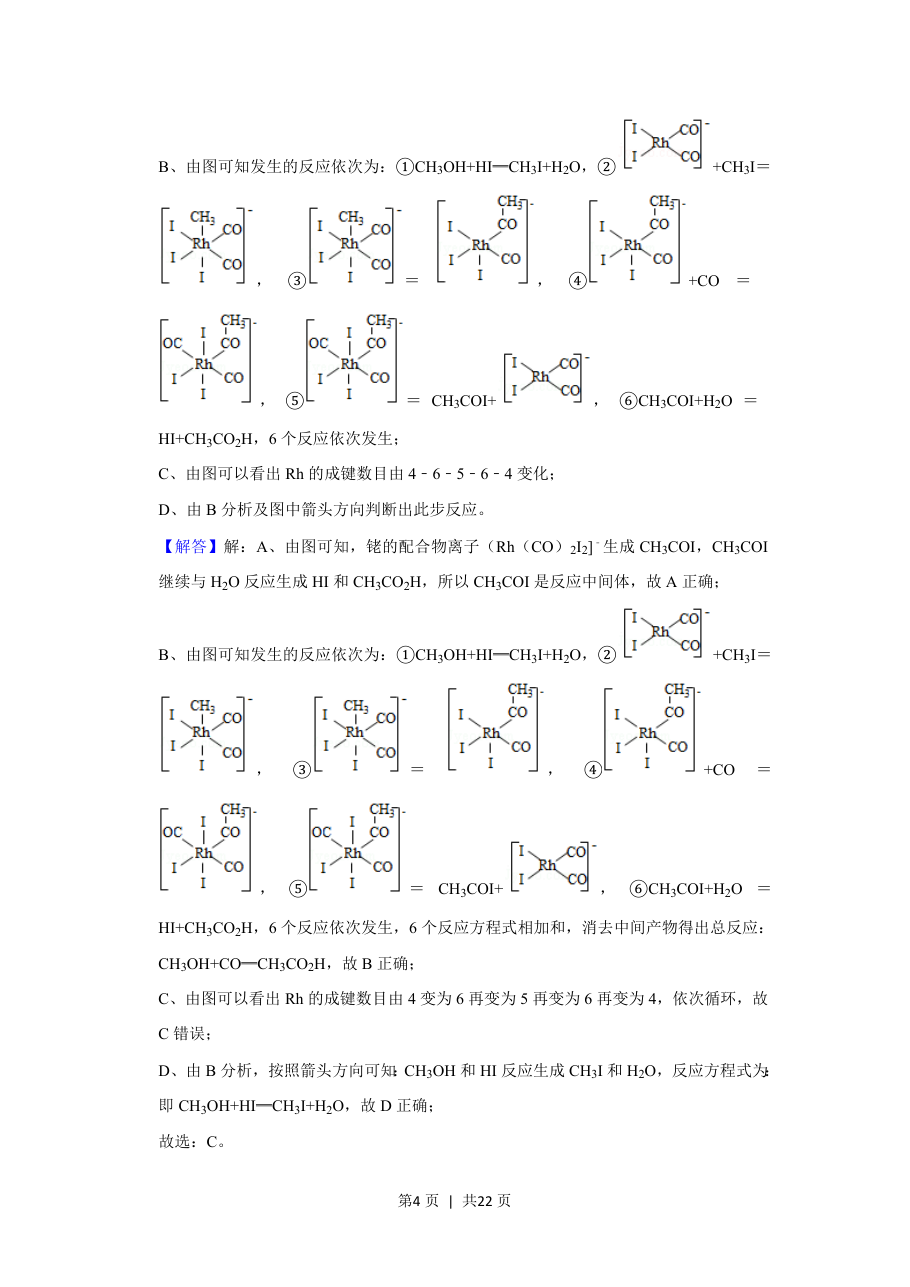 B、由图可知发生的反应依次为：①CH3OH+HI═CH3I+H2O，② [I I Rh CO CO]- +CH3I＝
[CH3 I CO Rh I CO I]- ， ③ [CH3 I CO Rh I CO I]- ＝ [CH3 CO I Rh I CO I]- ， ④ [CH3 CO I Rh I CO I]- +CO ＝
[CH3 I OC CO Rh I CO I]- ， ⑤ [CH3 I OC CO Rh I CO I]- ＝ CH3COI+ [I CO Rh I CO]- ， ⑥CH3COI+H2O ＝
HI+CH3CO2H，6 个反应依次发生；
C、由图可以看出 Rh 的成键数目由 4﹣6﹣5﹣6﹣4 变化；
D、由 B 分析及图中箭头方向判断出此步反应。
【解答】解：A、由图可知，铑的配合物离子（Rh（CO）2I2]﹣生成 CH3COI，CH3COI
继续与 H2O 反应生成 HI 和 CH3CO2H，所以 CH3COI 是反应中间体，故 A 正确；
B、由图可知发生的反应依次为：①CH3OH+HI═CH3I+H2O，② [I CO Rh I CO]- +CH3I＝
[CH3 I CO Rh I CO I]- ， ③ [CH3 I CO Rh I CO I]- ＝ [CH3 CO I Rh I CO I]- ， ④ [CH3 CO I Rh I CO I]- +CO ＝
[CH3 I OC CO Rh I CO I]- ， ⑤ [CH3 I OC CO Rh I CO I]- ＝ CH3COI+ [I CO Rh I CO]- ， ⑥CH3COI+H2O ＝
HI+CH3CO2H，6 个反应依次发生，6 个反应方程式相加和，消去中间产物得出总反应：
CH3OH+CO═CH3CO2H，故 B 正确；
C、由图可以看出 Rh 的成键数目由 4 变为 6 再变为 5 再变为 6 再变为 4，依次循环，故
C 错误；
D、由 B 分析，按照箭头方向可知：CH3OH 和 HI 反应生成 CH3I 和 H2O，反应方程式为：
即 CH3OH+HI═CH3I+H2O，故 D 正确；
故选：C。
第4 页 | 共22 页